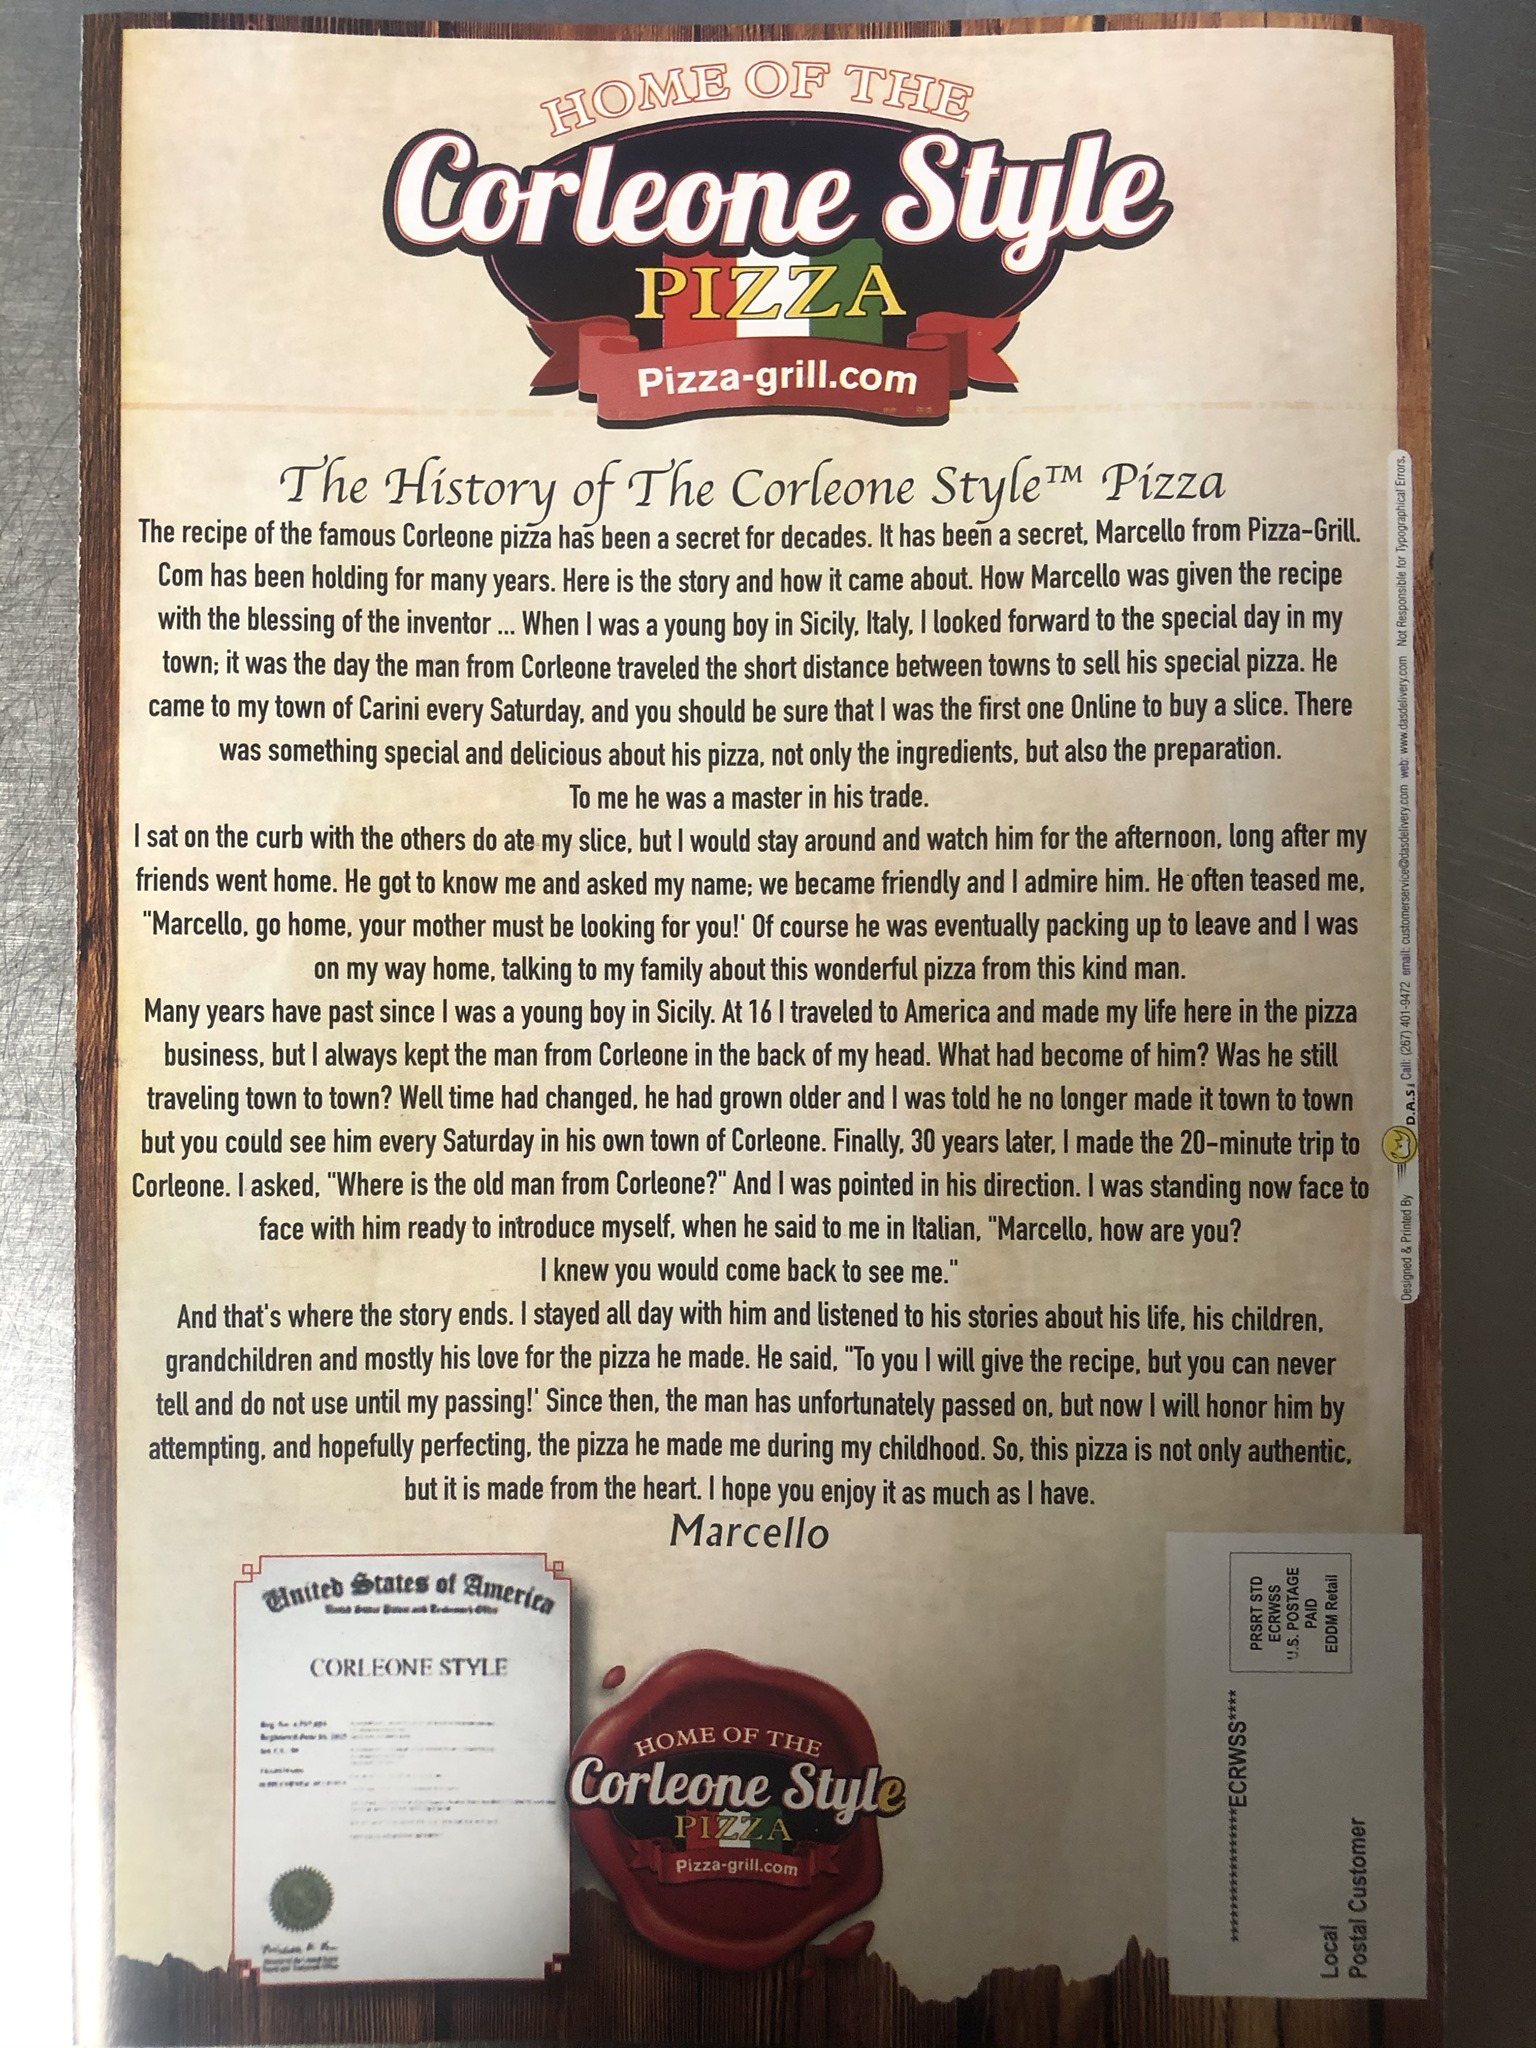 HOME OF THE
Corleone Style
PIZZA
Pizza-grill.com
The History of The Corleone Style™ Pizza
The recipe of the famous Corleone pizza has been a secret for decades. It has been a secret, Marcello from Pizza-Grill.
Com has been holding for many years. Here is the story and how it came about. How Marcello was given the recipe
with the blessing of the inventor ... When I was a young boy in Sicily, Italy, I looked forward to the special day in my
town; it was the day the man from Corleone traveled the short distance between towns to sell his special pizza. He
came to my town of Carini every Saturday, and you should be sure that I was the first one Online to buy a slice. There
was something special and delicious about his pizza, not only the ingredients, but also the preparation.
To me he was a master in his trade.
I sat on the curb with the others do ate my slice, but I would stay around and watch him for the afternoon, long after my
friends went home. He got to know me and asked my name; we became friendly and I admire him. He often teased me,
"Marcello, go home, your mother must be looking for you!' Of course he was eventually packing up to leave and I was
on my way home, talking to my family about this wonderful pizza from this kind man.
Many years have past since I was a young boy in Sicily. At 16 I traveled to America and made my life here in the pizza
business, but I always kept the man from Corleone in the back of my head. What had become of him? Was he still
traveling town to town? Well time had changed, he had grown older and I was told he no longer made it town to town
but you could see him every Saturday in his own town of Corleone. Finally, 30 years later, I made the 20-minute trip to
Corleone. I asked, "Where is the old man from Corleone?" And I was pointed in his direction. I was standing now face to
face with him ready to introduce myself, when he said to me in Italian, "Marcello, how are you?
I knew you would come back to see me."
And that's where the story ends. I stayed all day with him and listened to his stories about his life, his children,
grandchildren and mostly his love for the pizza he made. He said, "To you I will give the recipe, but you can never
tell and do not use until my passing!' Since then, the man has unfortunately passed on, but now I will honor him by
attempting, and hopefully perfecting, the pizza he made me during my childhood. So, this pizza is not only authentic,
but it is made from the heart. I hope you enjoy it as much as I have.
Marcello
United States of America
United States Patent and Trademark Office
CORLEONE STYLE
HOME OF THE
Corleone Style
PIZZA
Pizza-grill.com
PRSRT STD
ECRWSS
U.S. POSTAGE
PAID
EDDM Retail
*******************ECRWSS****
Local
Postal Customer
Designed & Printed By D.A.S. Call: (267) 401-9472 email: customerservice@dasdelivery.com web: www.dasdelivery.com Not Responsible for Typographical Errors.